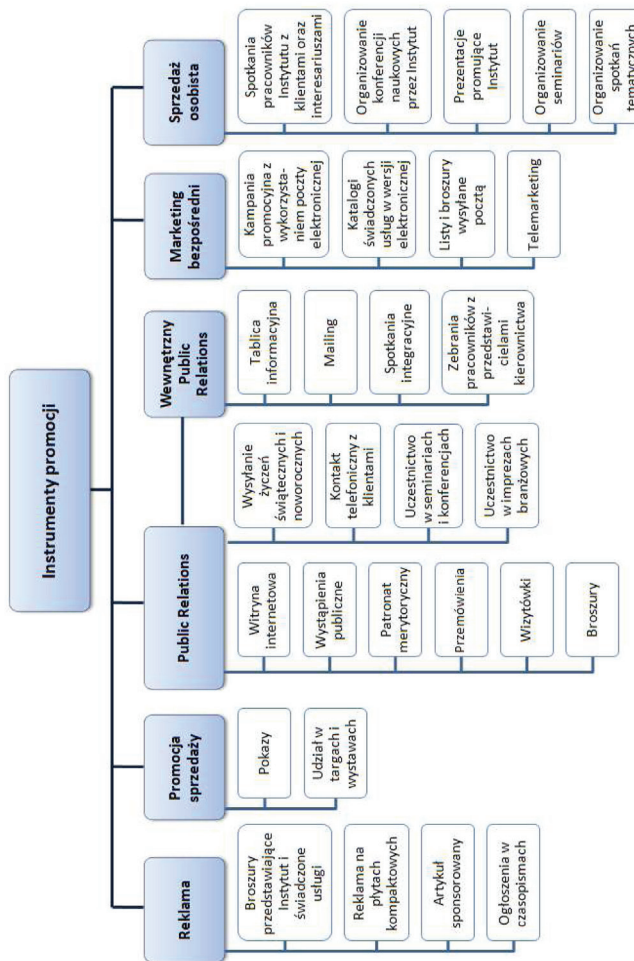 Instrumenty promocji
Reklama
Broszury
przedstawiające
Instytut i
świadczone
usługi
Reklama na
płytach
kompaktowych
Artykuł
sponsorowany
Ogłoszenia w
czasopismach
Promocja
sprzedaży
Pokazy
Udział w
targach i
wystawach
Public Relations
Witryna
internetowa
Wystąpienia
publiczne
Patronat
merytoryczny
Przemówienia
Wizytówki
Broszury
Wysyłanie
życzeń
świątecznych i
noworocznych
Kontakt
telefoniczny z
klientami
Uczestnictwo
w seminariach
i konferencjach
Uczestnictwo
w imprezach
branżowych
Wewnętrzny
Public
Relations
Tablica
informacyjna
Mailing
Spotkania
integracyjne
Zebrania
pracowników z
przedstawi-
cielami
kierownictwa
Marketing
bezpośredni
Kampania
promocyjna z
wykorzysta-
niem poczty
elektronicznej
Katalogi
świadczonych
usług w wersji
elektronicznej
Listy i broszury
wysyłane
pocztą
Telemarketing
Sprzedaż
osobista
Spotkania
pracowników
Instytutu z
klientami oraz
interesariuszami
Organizowanie
konferencji
naukowych
przez Instytut
Prezentacje
promujące
Instytut
Organizowanie
seminariów
Organizowanie
spotkań
tematycznych